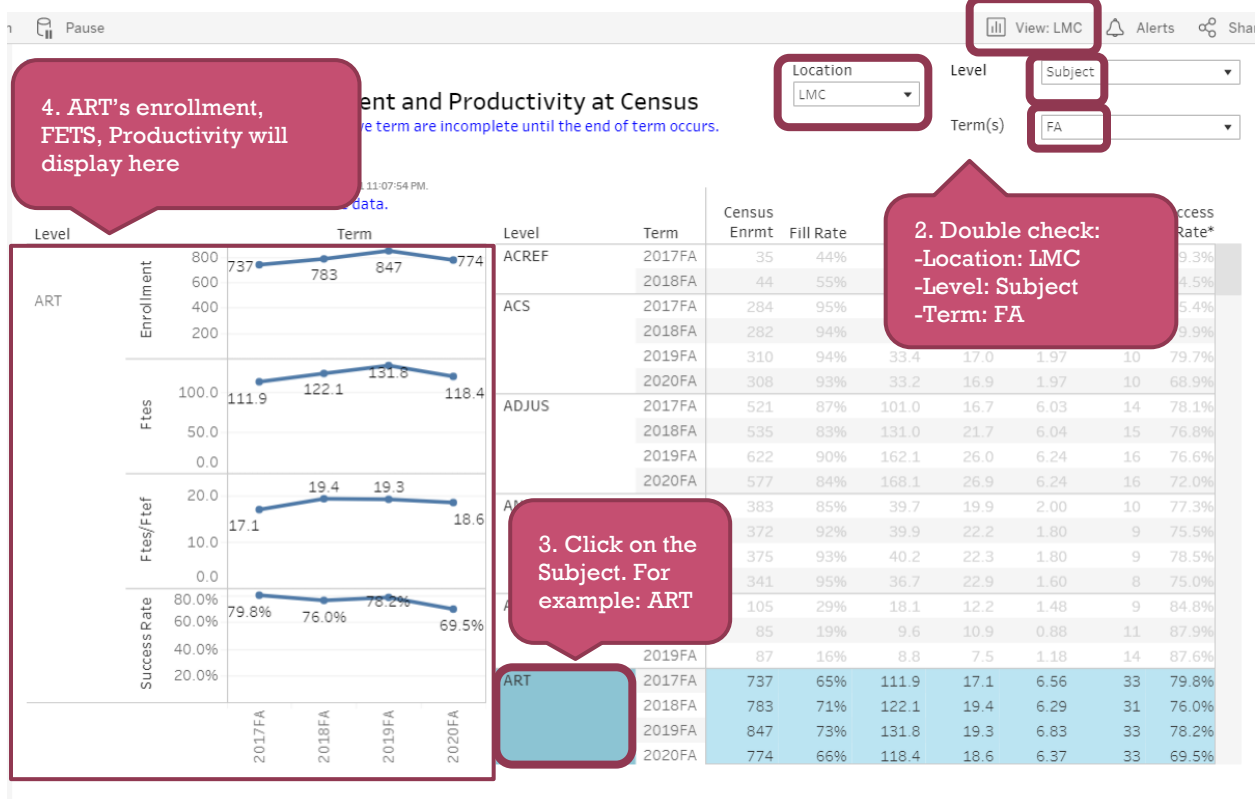 Pause
View: LMC
Alerts
Location
LMC
Level
Subject
Term(s)
FA
4. ART's enrollment,
FETS, Productivity will
display here
ent and Productivity at Census
ve term are incomplete until the end of term occurs.
11:07:54 PM.
data.
2. Double check:
-Location: LMC
-Level: Subject
-Term: FA
3. Click on the
Subject. For
example: ART
Level Term
ART
Enrollment
800
600
400
200
737 783 847 774
Ftes
100.0
50.0
0.0
111.9 122.1 131.8 118.4
Ftes/Ftef
20.0
10.0
0.0
17.1 19.4 19.3 18.6
Success Rate
80.0%
60.0%
40.0%
20.0%
79.8% 76.0% 78.2% 69.5%
2017FA 2018FA 2019FA 2020FA
Level Term Census Enrmt Fill Rate Rate*
ACREF 2017FA 35 44%
2018FA 44 55%
ACS 2017FA 284 95%
2018FA 282 94%
2019FA 310 94% 33.4 17.0 1.97 10 79.7%
2020FA 308 93% 33.2 16.9 1.97 10 68.9%
ADJUS 2017FA 521 87% 101.0 16.7 6.03 14 78.1%
2018FA 535 83% 131.0 21.7 6.04 15 76.8%
2019FA 622 90% 162.1 26.0 6.24 16 76.6%
2020FA 577 84% 168.1 26.9 6.24 16 72.0%
383 85% 39.7 19.9 2.00 10 77.3%
372 92% 39.9 22.2 1.80 9 75.5%
375 93% 40.2 22.3 1.80 9 78.5%
341 95% 36.7 22.9 1.60 8 75.0%
105 29% 18.1 12.2 1.48 9 84.8%
85 19% 9.6 10.9 0.88 11 87.9%
2019FA 87 16% 8.8 7.5 1.18 14 87.6%
ART 2017FA 737 65% 111.9 17.1 6.56 33 79.8%
2018FA 783 71% 122.1 19.4 6.29 31 76.0%
2019FA 847 73% 131.8 19.3 6.83 33 78.2%
2020FA 774 66% 118.4 18.6 6.37 33 69.5%